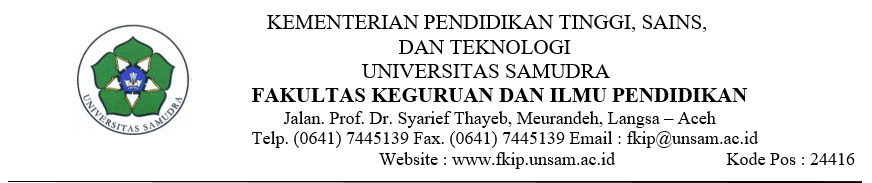 KEMENTERIAN PENDIDIKAN TINGGI, SAINS,
DAN TEKNOLOGI
UNIVERSITAS SAMUDRA
FAKULTAS KEGURUAN DAN ILMU PENDIDIKAN
Jalan. Prof. Dr. Syarief Thayeb, Meurandeh, Langsa – Aceh
Telp. (0641) 7445139 Fax. (0641) 7445139 Email : fkip@unsam.ac.id
Website : www.fkip.unsam.ac.id Kode Pos : 24416
UNIVERSITAS SAMUDRA